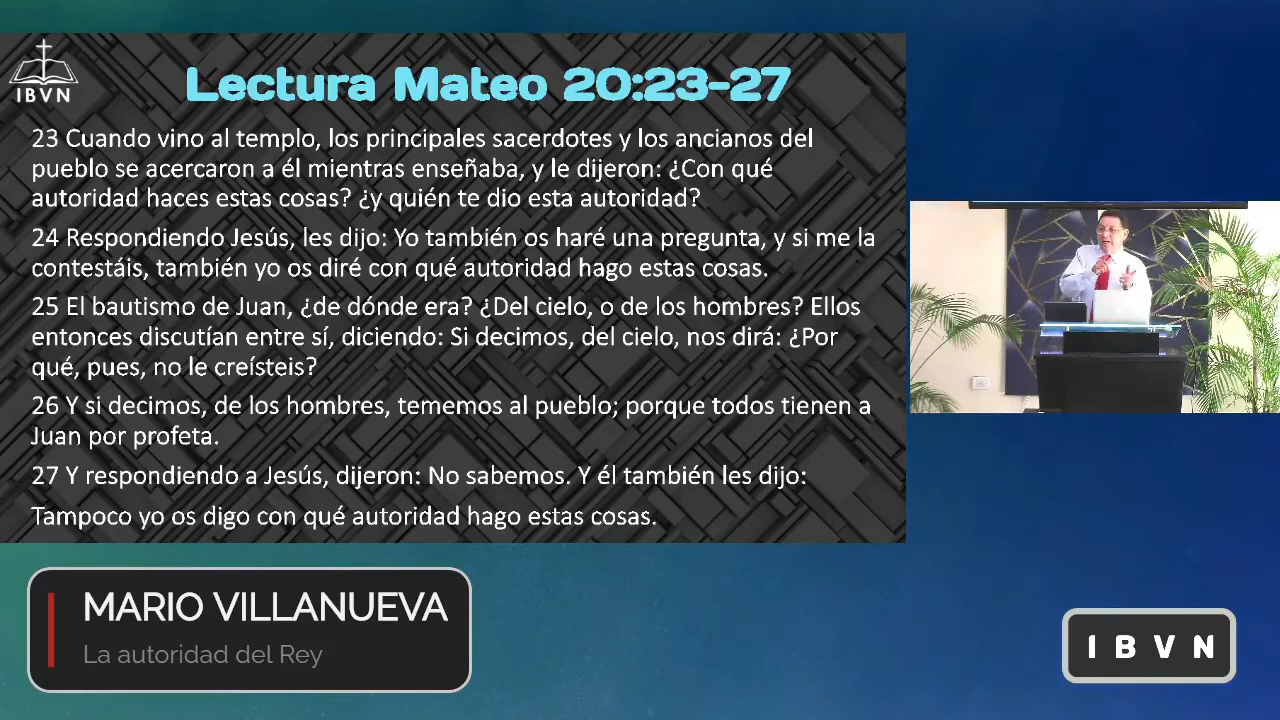 IBVN
Lectura Mateo 20:23-27
23 Cuando vino al templo, los principales sacerdotes y los ancianos del
pueblo se acercaron a él mientras enseñaba, y le dijeron: ¿Con qué
autoridad haces estas cosas? ¿y quién te dio esta autoridad?
24 Respondiendo Jesús, les dijo: Yo también os haré una pregunta, y si me la
contestáis, también yo os diré con qué autoridad hago estas cosas.
25 El bautismo de Juan, ¿de dónde era? ¿Del cielo, o de los hombres? Ellos
entonces discutían entre sí, diciendo: Si decimos, del cielo, nos dirá: ¿Por
qué, pues, no le creísteis?
26 Y si decimos, de los hombres, tememos al pueblo; porque todos tienen a
Juan por profeta.
27 Y respondiendo a Jesús, dijeron: No sabemos. Y él también les dijo:
Tampoco yo os digo con qué autoridad hago estas cosas.
MARIO VILLANUEVA
La autoridad del Rey
IBVN